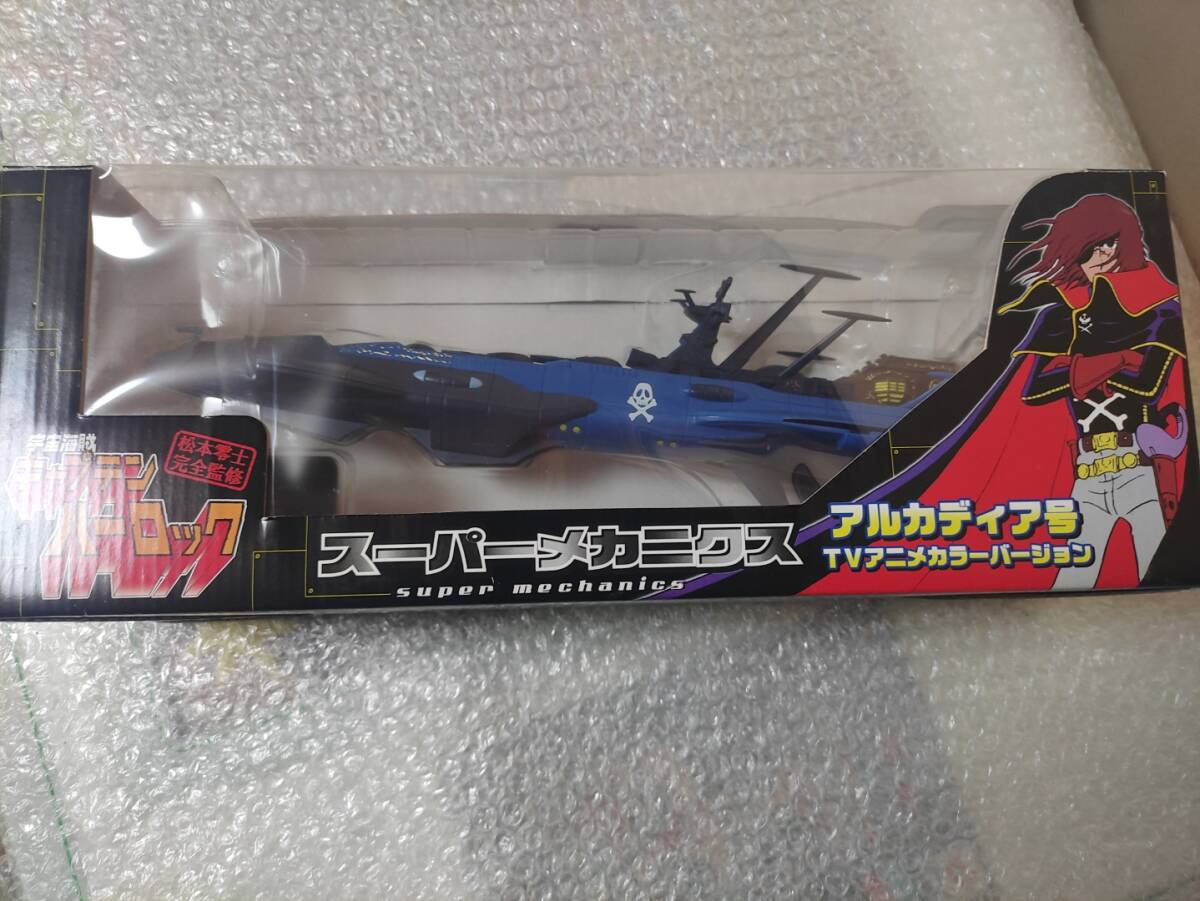 宇宙海賊
キャプテン
ハーロック
松本零士
完全監修
スーパーメカニクス
super mechanics
アルカディア号
TVアニメカラーバージョン